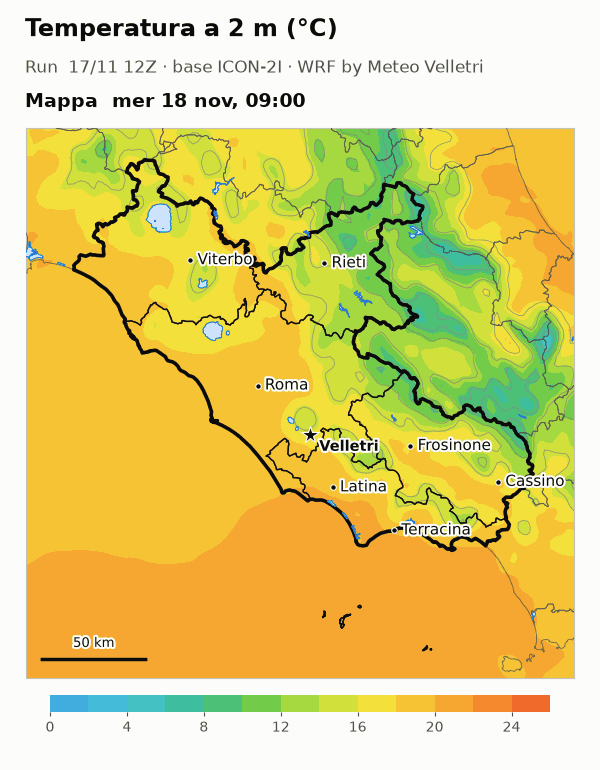 Temperatura a 2 m (°C)
Run  17/11 12Z · base ICON-2I · WRF by Meteo Velletri
Mappa  mer 18 nov, 09:00
Viterbo
Rieti
Roma
Velletri
Frosinone
Cassino
Latina
Terracina
50 km
0 4 8 12 16 20 24